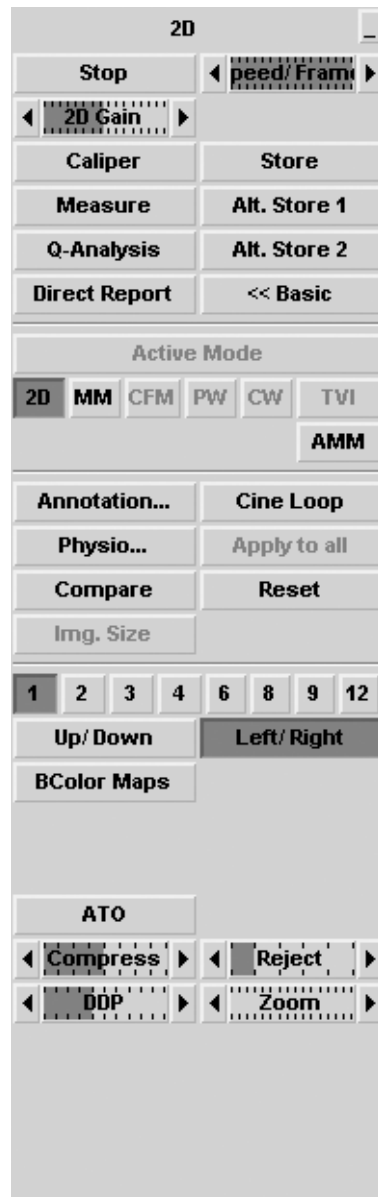 2D _
Stop peed/ Frame
2D Gain
Caliper Store
Measure Alt. Store 1
Q-Analysis Alt. Store 2
Direct Report << Basic
Active Mode
2D MM CFM PW CW TVI
AMM
Annotation... Cine Loop
Physio... Apply to all
Compare Reset
Img. Size
1 2 3 4 6 8 9 12
Up/ Down Left/ Right
BColor Maps
ATO
Compress Reject
DDP Zoom